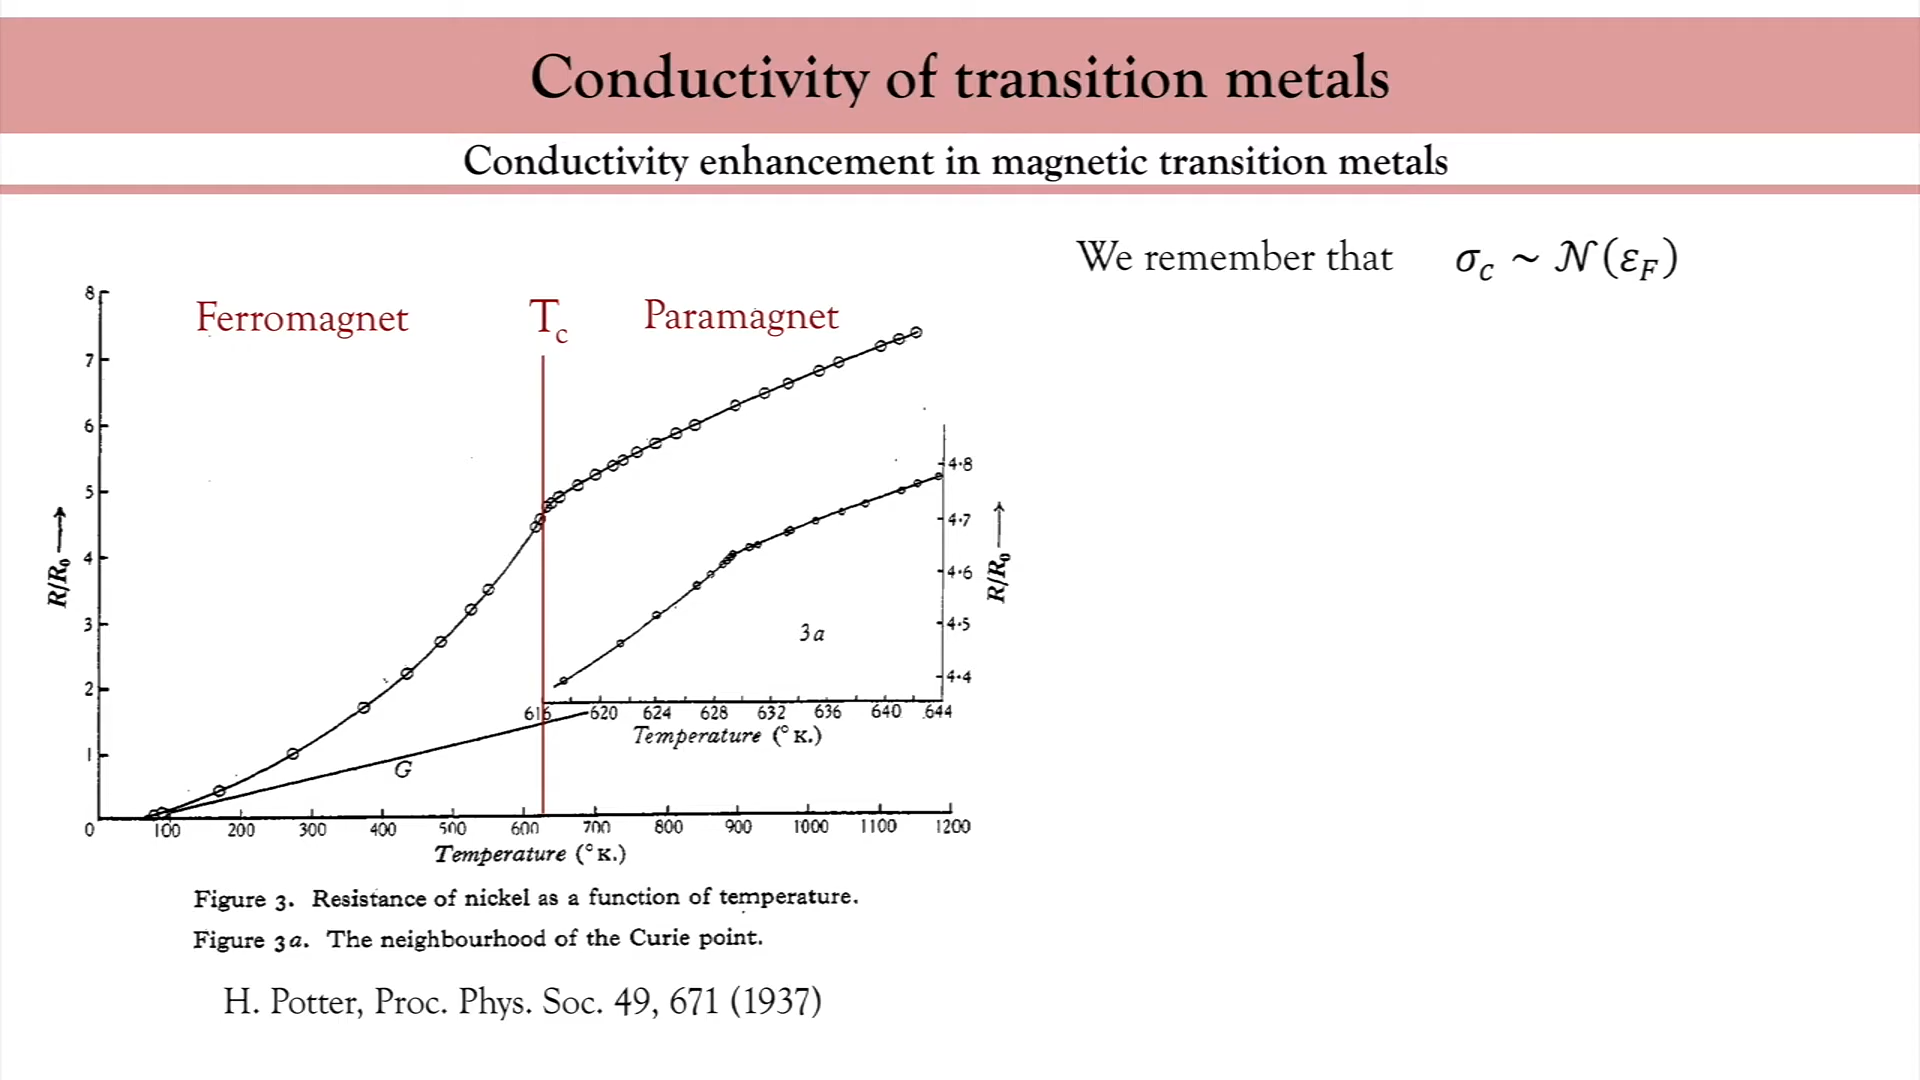 Conductivity of transition metals
Conductivity enhancement in magnetic transition metals
We remember that σ_c ~ 𝒩(ε_F)
Ferromagnet T_c Paramagnet
8
7
6
5
4
3
2
1
0
R/R₀ →
100 200 300 400 500 600 700 800 900 1000 1100 1200
Temperature (°K.)
G
4·8
4·7
4·6
4·5
4·4
R/R₀ →
3a
616 620 624 628 632 636 640 644
Temperature (°K.)
Figure 3. Resistance of nickel as a function of temperature.
Figure 3a. The neighbourhood of the Curie point.
H. Potter, Proc. Phys. Soc. 49, 671 (1937)